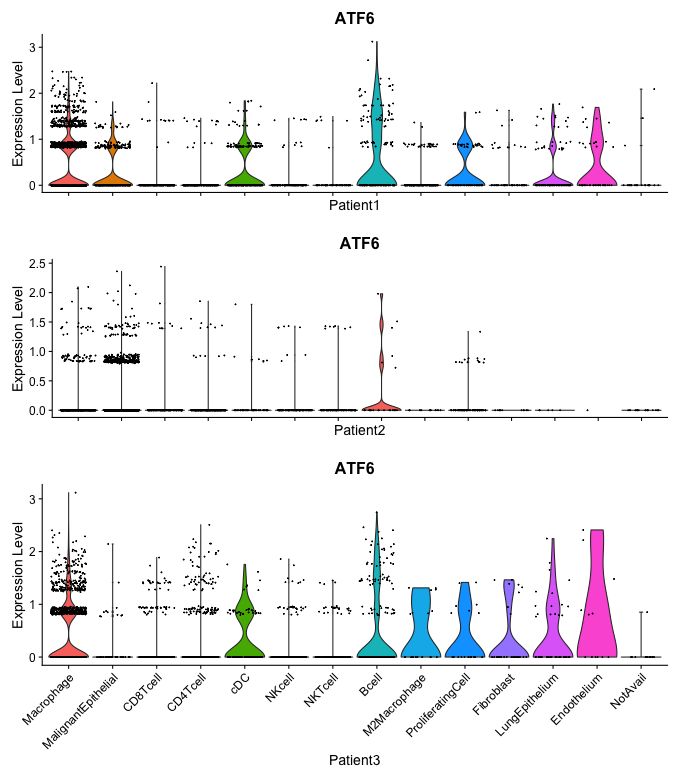 ATF6
Expression Level
3
2
1
0
Patient1
ATF6
Expression Level
2.5
2.0
1.5
1.0
0.5
0.0
Patient2
ATF6
Expression Level
3
2
1
0
Macrophage
MalignantEpithelial
CD8Tcell
CD4Tcell
cDC
NKcell
NKTcell
Bcell
M2Macrophage
ProliferatingCell
Fibroblast
LungEpithelium
Endothelium
NotAvail
Patient3